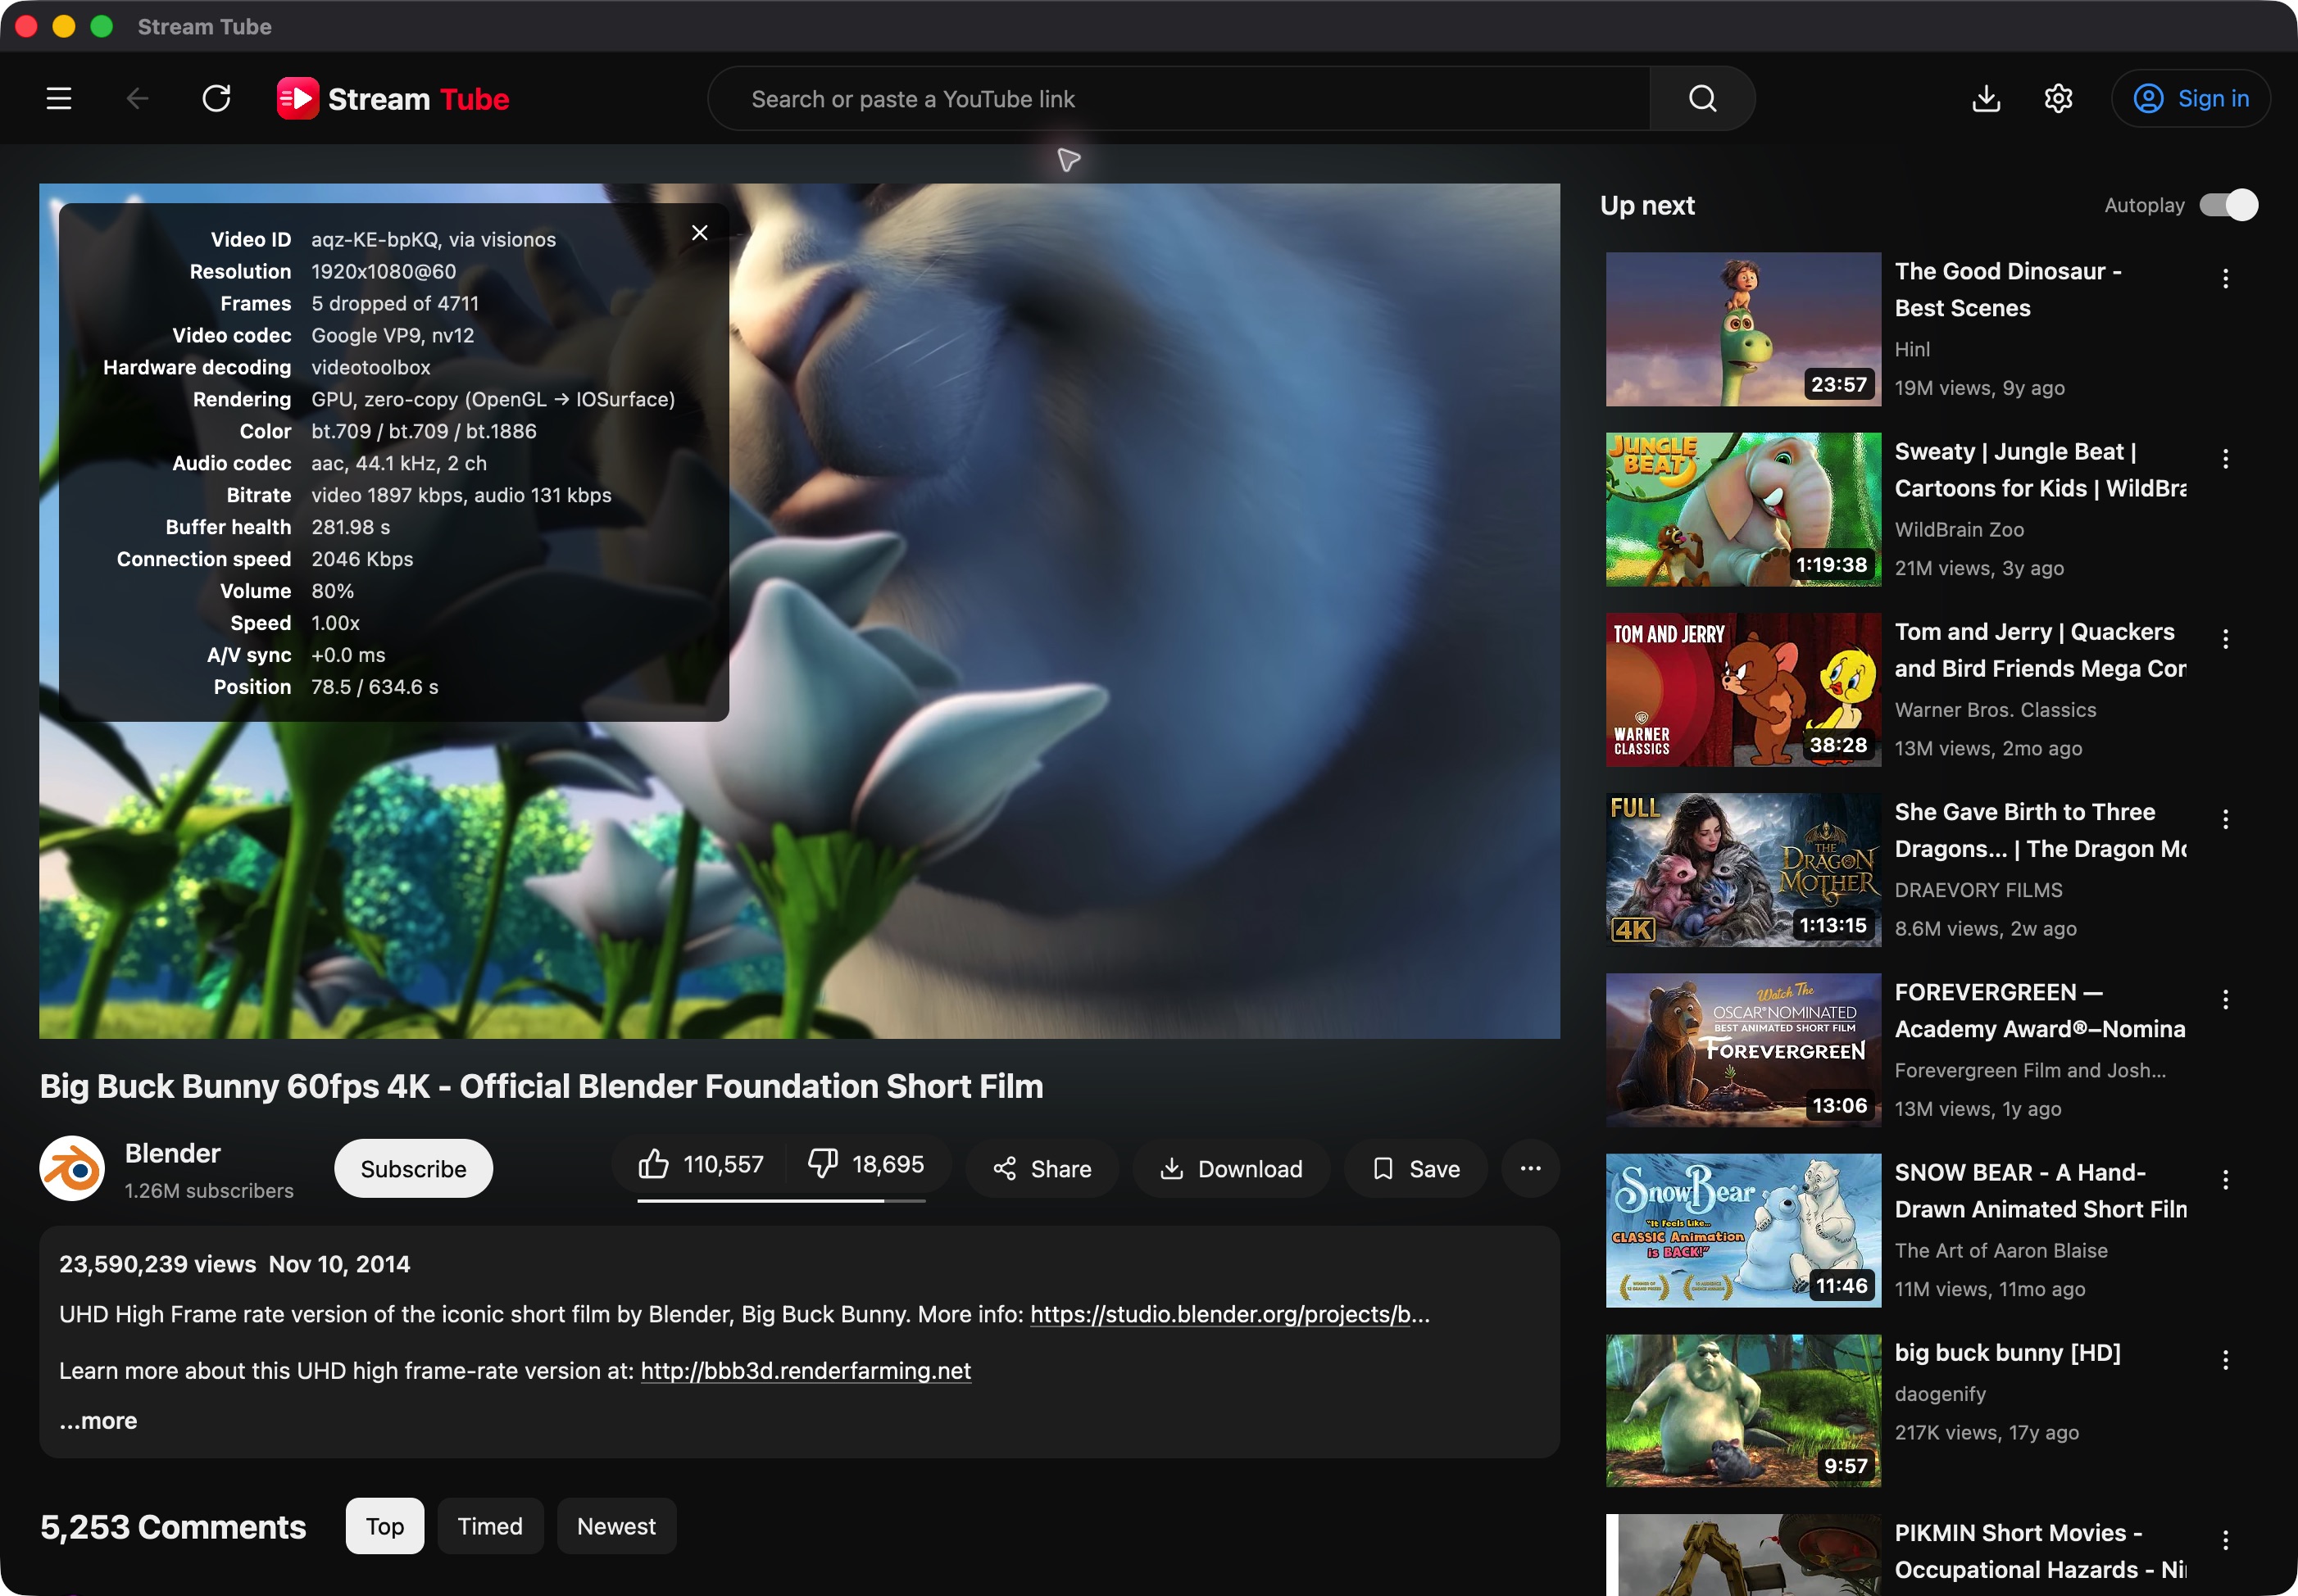 Stream Tube
Stream Tube
Search or paste a YouTube link
Sign in
Video ID aqz-KE-bpKQ, via visionos
Resolution 1920x1080@60
Frames 5 dropped of 4711
Video codec Google VP9, nv12
Hardware decoding videotoolbox
Rendering GPU, zero-copy (OpenGL → IOSurface)
Color bt.709 / bt.709 / bt.1886
Audio codec aac, 44.1 kHz, 2 ch
Bitrate video 1897 kbps, audio 131 kbps
Buffer health 281.98 s
Connection speed 2046 Kbps
Volume 80%
Speed 1.00x
A/V sync +0.0 ms
Position 78.5 / 634.6 s
Big Buck Bunny 60fps 4K - Official Blender Foundation Short Film
Blender
1.26M subscribers
Subscribe
110,557
18,695
Share
Download
Save
23,590,239 views Nov 10, 2014
UHD High Frame rate version of the iconic short film by Blender, Big Buck Bunny. More info: https://studio.blender.org/projects/b...
Learn more about this UHD high frame-rate version at: http://bbb3d.renderfarming.net
...more
5,253 Comments
Top
Timed
Newest
Up next
Autoplay
23:57
The Good Dinosaur -
Best Scenes
Hinl
19M views, 9y ago
JUNGLE
BEAT
1:19:38
Sweaty | Jungle Beat |
Cartoons for Kids | WildBra
WildBrain Zoo
21M views, 3y ago
TOM AND JERRY
WARNER
CLASSICS
38:28
Tom and Jerry | Quackers
and Bird Friends Mega Con
Warner Bros. Classics
13M views, 2mo ago
FULL
THE
DRAGON
MOTHER
4K
1:13:15
She Gave Birth to Three
Dragons... | The Dragon Mo
DRAEVORY FILMS
8.6M views, 2w ago
Watch The
OSCAR® NOMINATED
BEST ANIMATED SHORT FILM
FOREVERGREEN
13:06
FOREVERGREEN —
Academy Award®–Nomina
Forevergreen Film and Josh...
13M views, 1y ago
Snow Bear
"It Feels Like...
CLASSIC Animation
is BACK!"
11:46
SNOW BEAR - A Hand-
Drawn Animated Short Film
The Art of Aaron Blaise
11M views, 11mo ago
9:57
big buck bunny [HD]
daogenify
217K views, 17y ago
PIKMIN Short Movies -
Occupational Hazards - Ni